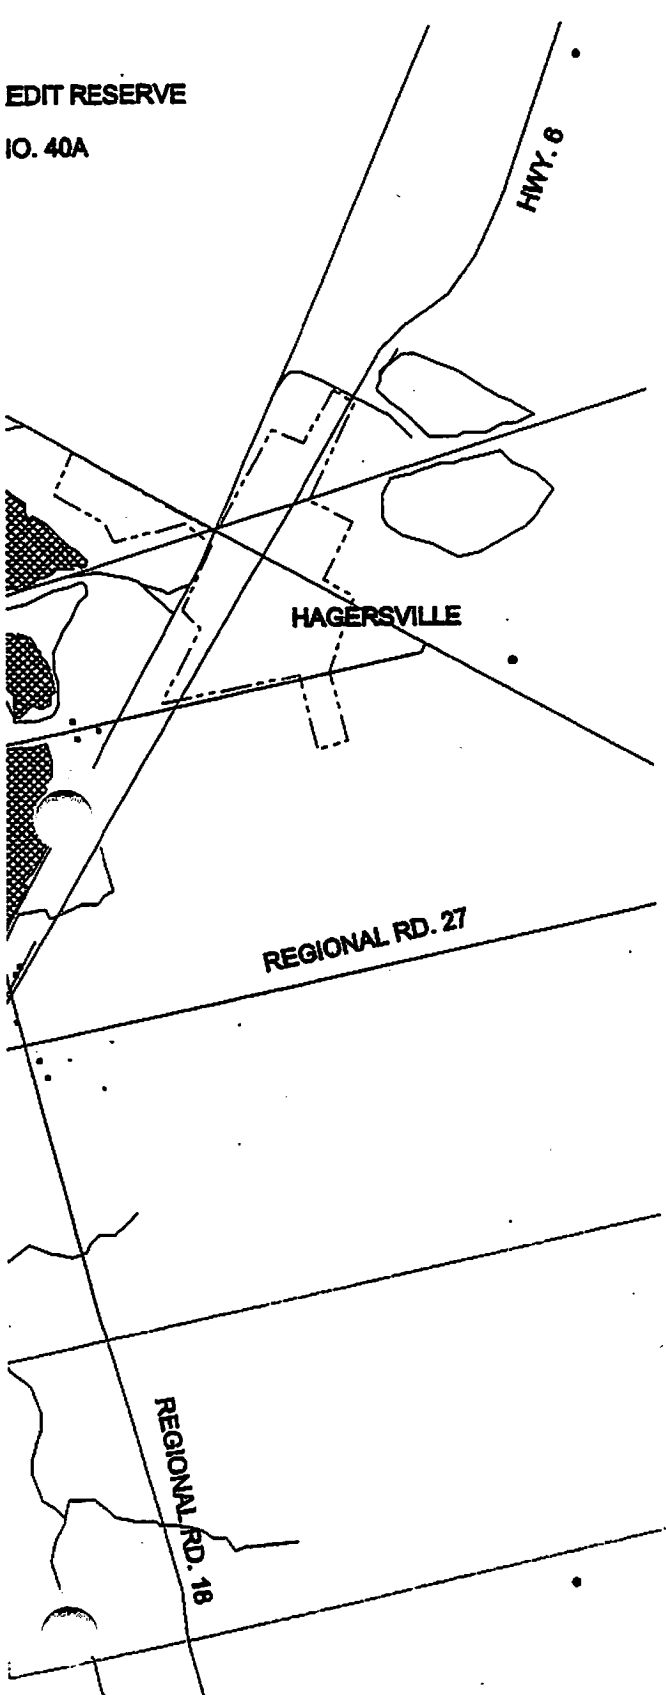 EDIT RESERVE
IO. 40A
HWY. 6
HAGERSVILLE
REGIONAL RD. 27
REGIONAL RD. 18